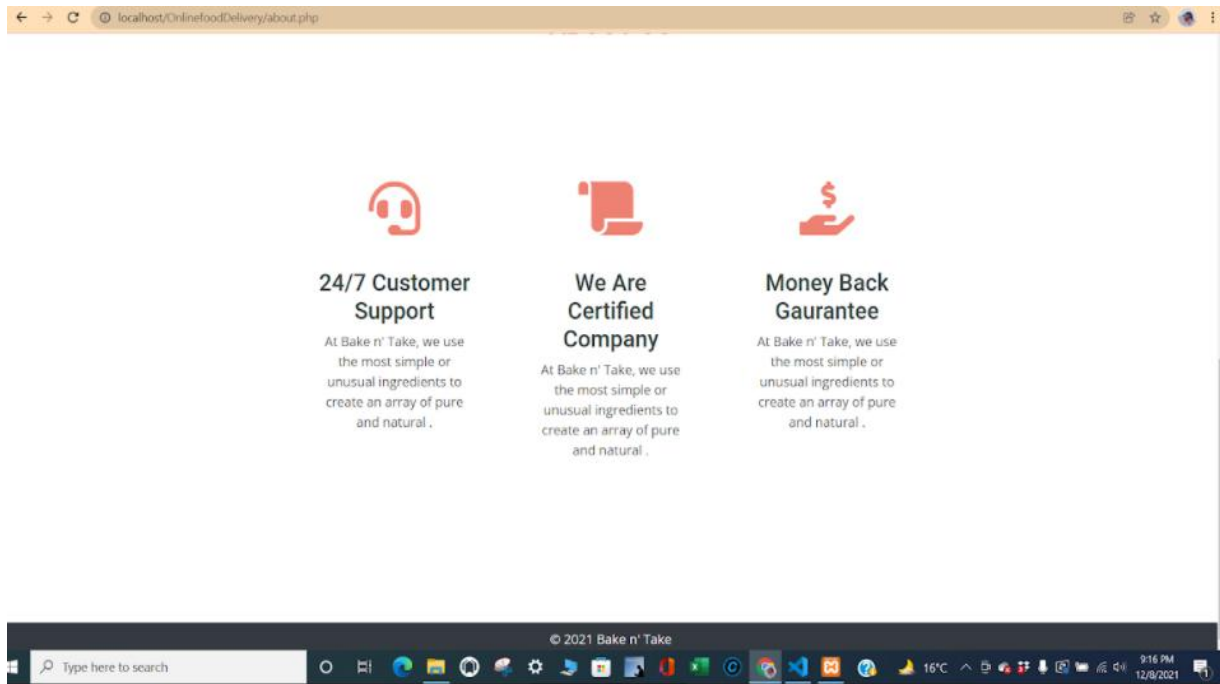 localhost/OnlinefoodDelivery/about.php
24/7 Customer
Support
At Bake n' Take, we use
the most simple or
unusual ingredients to
create an array of pure
and natural .
We Are
Certified
Company
At Bake n' Take, we use
the most simple or
unusual ingredients to
create an array of pure
and natural .
Money Back
Gaurantee
At Bake n' Take, we use
the most simple or
unusual ingredients to
create an array of pure
and natural .
© 2021 Bake n' Take
Type here to search
16°C
9:16 PM
12/8/2021